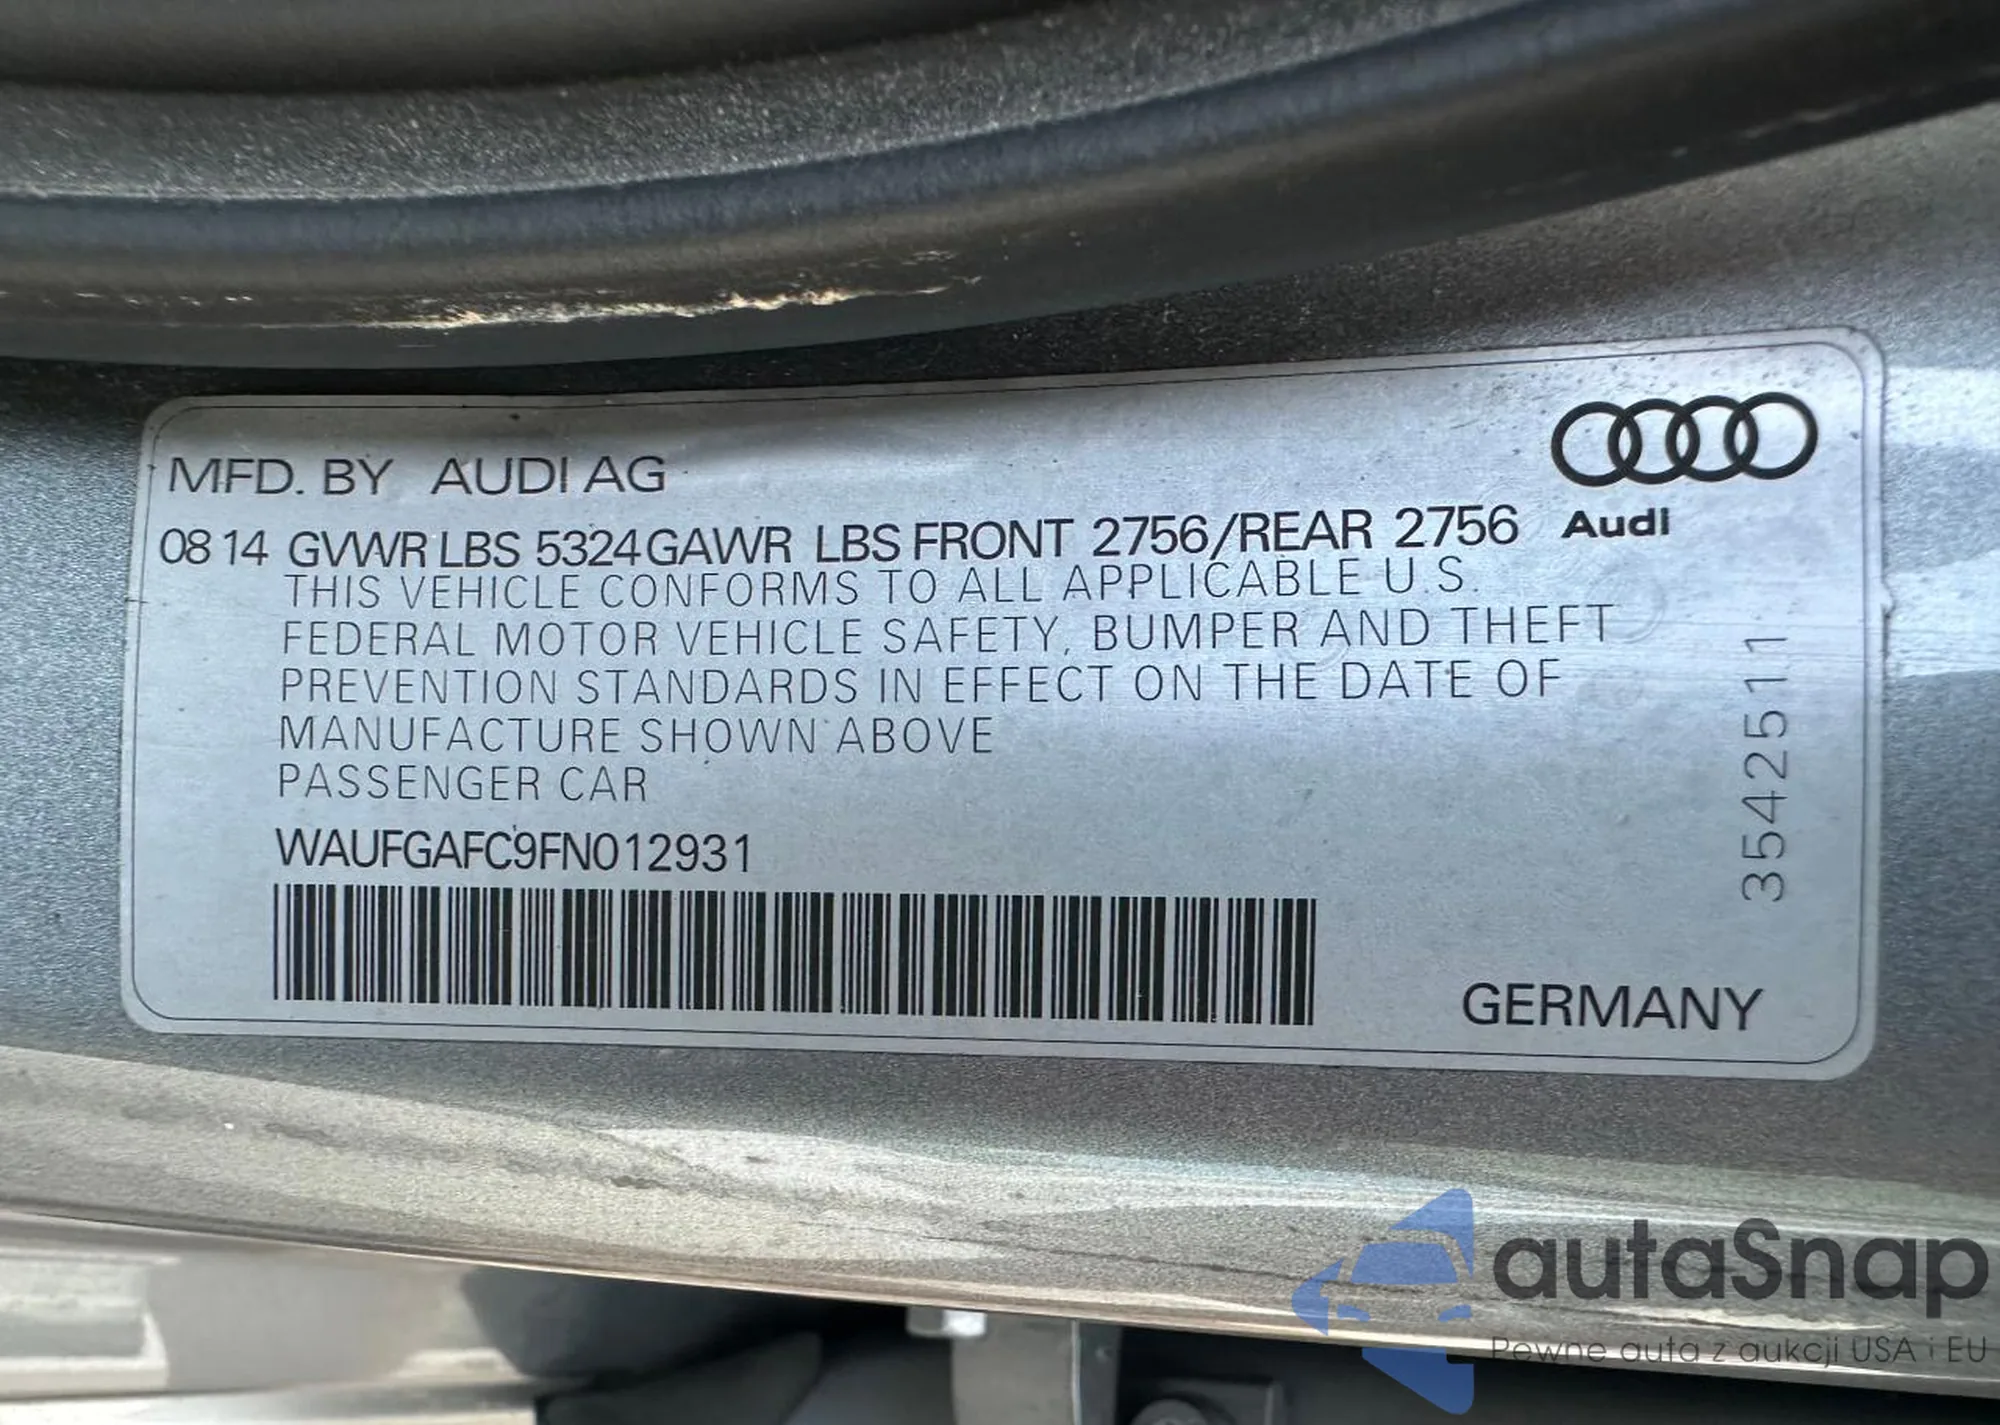 MFD. BY AUDI AG
Audi
08 14 GVWR LBS 5324 GAWR LBS FRONT 2756/REAR 2756
THIS VEHICLE CONFORMS TO ALL APPLICABLE U.S.
FEDERAL MOTOR VEHICLE SAFETY, BUMPER AND THEFT
PREVENTION STANDARDS IN EFFECT ON THE DATE OF
MANUFACTURE SHOWN ABOVE
PASSENGER CAR
WAUFGAFC9FN012931
3542511
GERMANY
autaSnap
Pewne auta z aukcji USA i EU